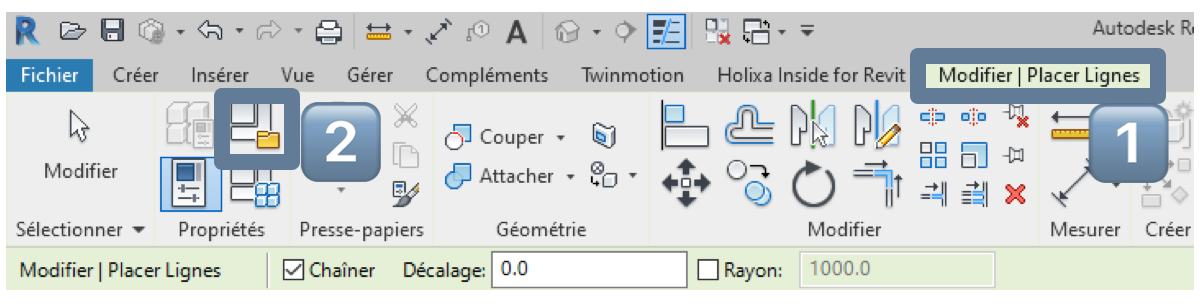 R A Autodesk Re
Fichier Créer Insérer Vue Gérer Compléments Twinmotion Holixa Inside for Revit Modifier | Placer Lignes
2 Couper 1
Modifier Attacher
Sélectionner Propriétés Presse-papiers Géométrie Modifier Mesurer Créer
Modifier | Placer Lignes Chaîner Décalage: 0.0 Rayon: 1000.0